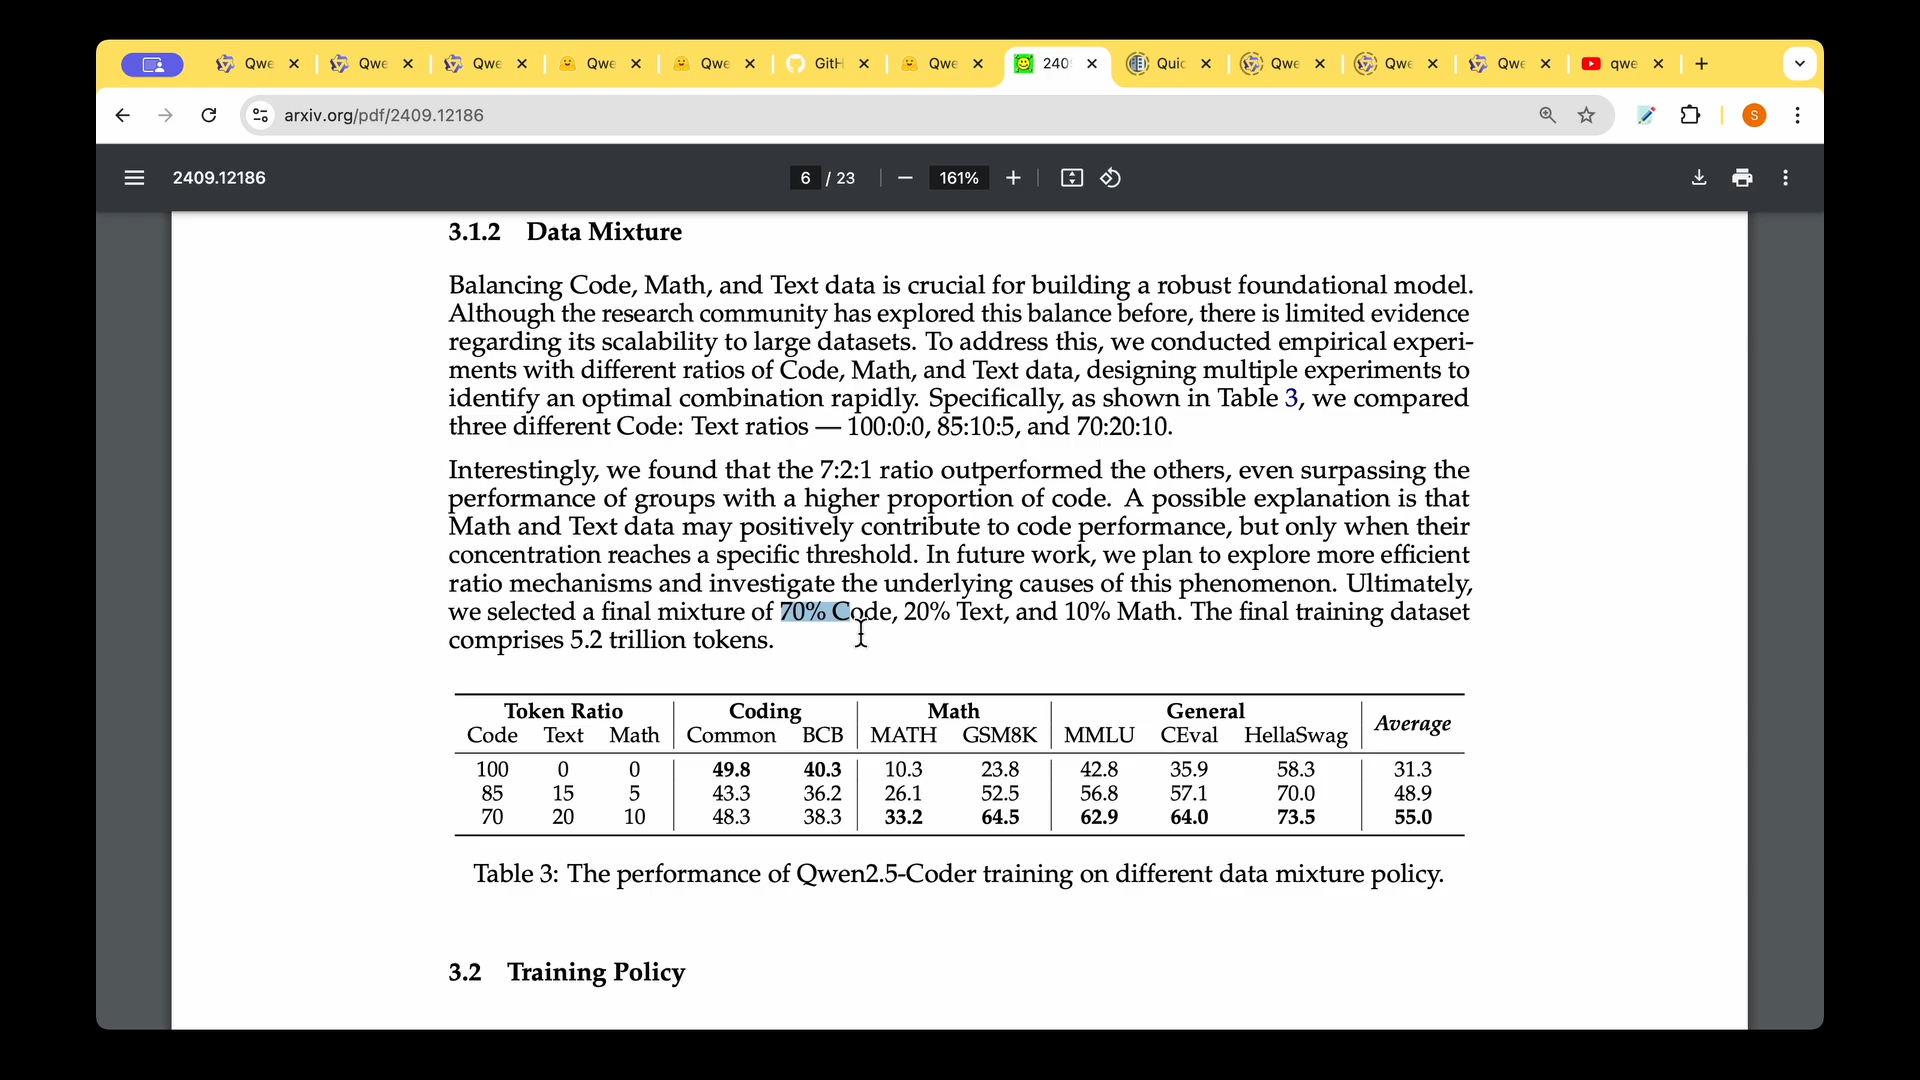 Qwe
Qwe
Qwe
Qwe
Qwe
GitH
Qwe
240
Quic
Qwe
Qwe
Qwe
qwe
arxiv.org/pdf/2409.12186
S
2409.12186
6 / 23
161%
3.1.2 Data Mixture
Balancing Code, Math, and Text data is crucial for building a robust foundational model.
Although the research community has explored this balance before, there is limited evidence
regarding its scalability to large datasets. To address this, we conducted empirical experi-
ments with different ratios of Code, Math, and Text data, designing multiple experiments to
identify an optimal combination rapidly. Specifically, as shown in Table 3, we compared
three different Code: Text ratios — 100:0:0, 85:10:5, and 70:20:10.
Interestingly, we found that the 7:2:1 ratio outperformed the others, even surpassing the
performance of groups with a higher proportion of code. A possible explanation is that
Math and Text data may positively contribute to code performance, but only when their
concentration reaches a specific threshold. In future work, we plan to explore more efficient
ratio mechanisms and investigate the underlying causes of this phenomenon. Ultimately,
we selected a final mixture of 70% Code, 20% Text, and 10% Math. The final training dataset
comprises 5.2 trillion tokens.
Token Ratio Coding Math General Average
Code Text Math Common BCB MATH GSM8K MMLU CEval HellaSwag
100 0 0 49.8 40.3 10.3 23.8 42.8 35.9 58.3 31.3
85 15 5 43.3 36.2 26.1 52.5 56.8 57.1 70.0 48.9
70 20 10 48.3 38.3 33.2 64.5 62.9 64.0 73.5 55.0
Table 3: The performance of Qwen2.5-Coder training on different data mixture policy.
3.2 Training Policy